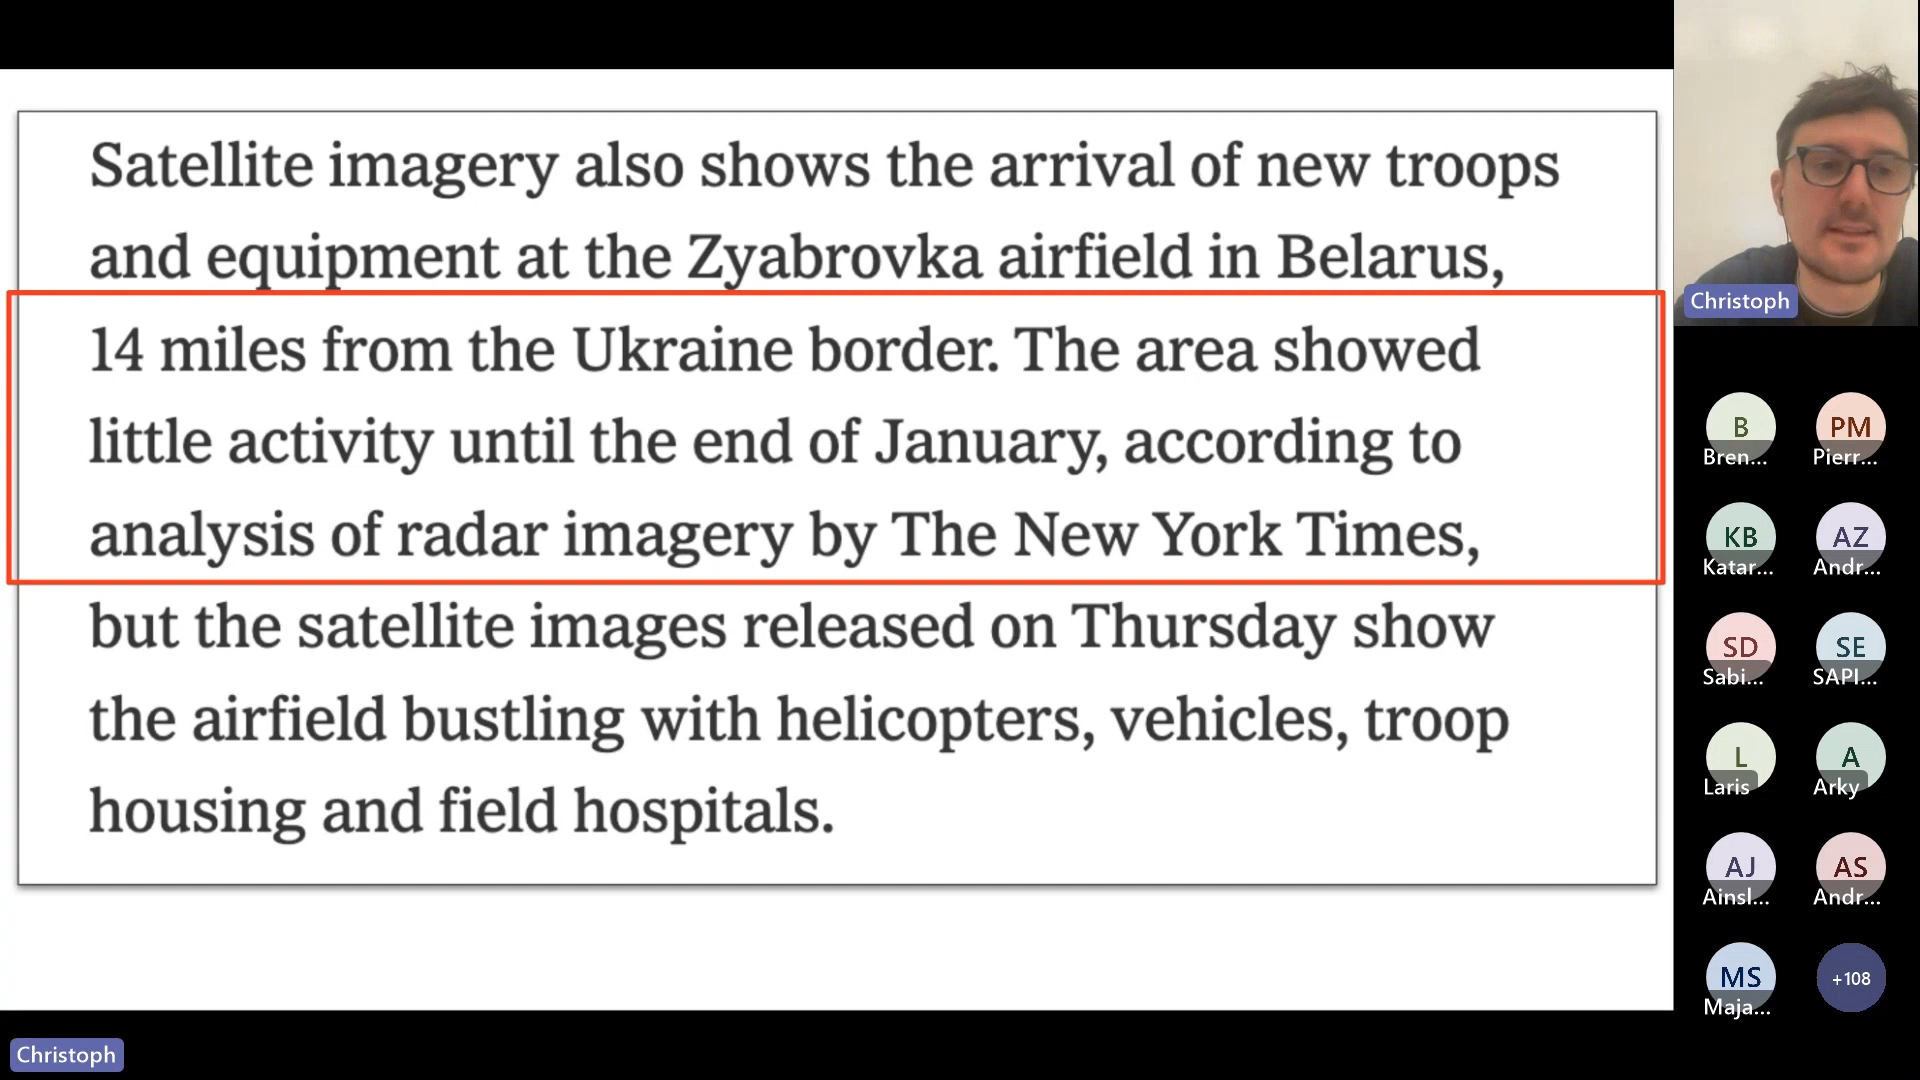 Satellite imagery also shows the arrival of new troops
and equipment at the Zyabrovka airfield in Belarus,
14 miles from the Ukraine border. The area showed
little activity until the end of January, according to
analysis of radar imagery by The New York Times,
but the satellite images released on Thursday show
the airfield bustling with helicopters, vehicles, troop
housing and field hospitals.
Christoph
Christoph
B
Bren...
PM
Pierr...
KB
Katar...
AZ
Andr...
SD
Sabi...
SE
SAPI...
L
Laris
A
Arky
AJ
Ainsl...
AS
Andr...
MS
Maja...
+108